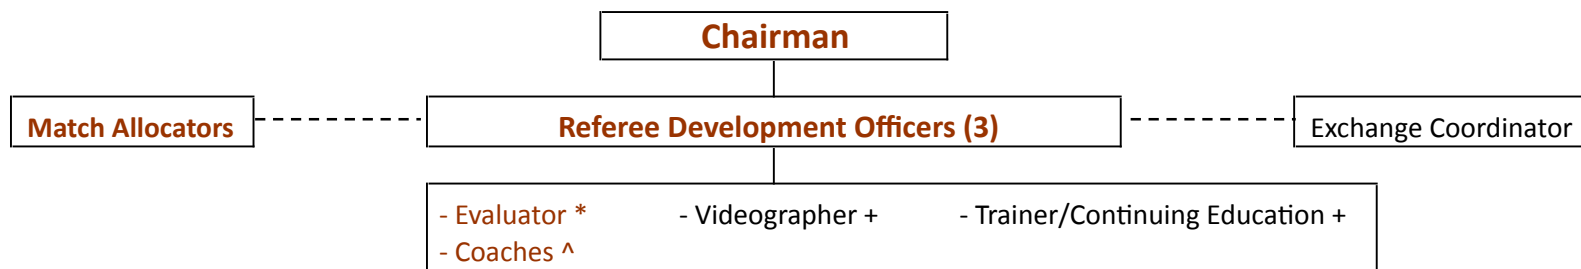 Chairman
Match Allocators
Referee Development Officers (3)
Exchange Coordinator
- Evaluator * - Videographer + - Trainer/Continuing Education +
- Coaches ^